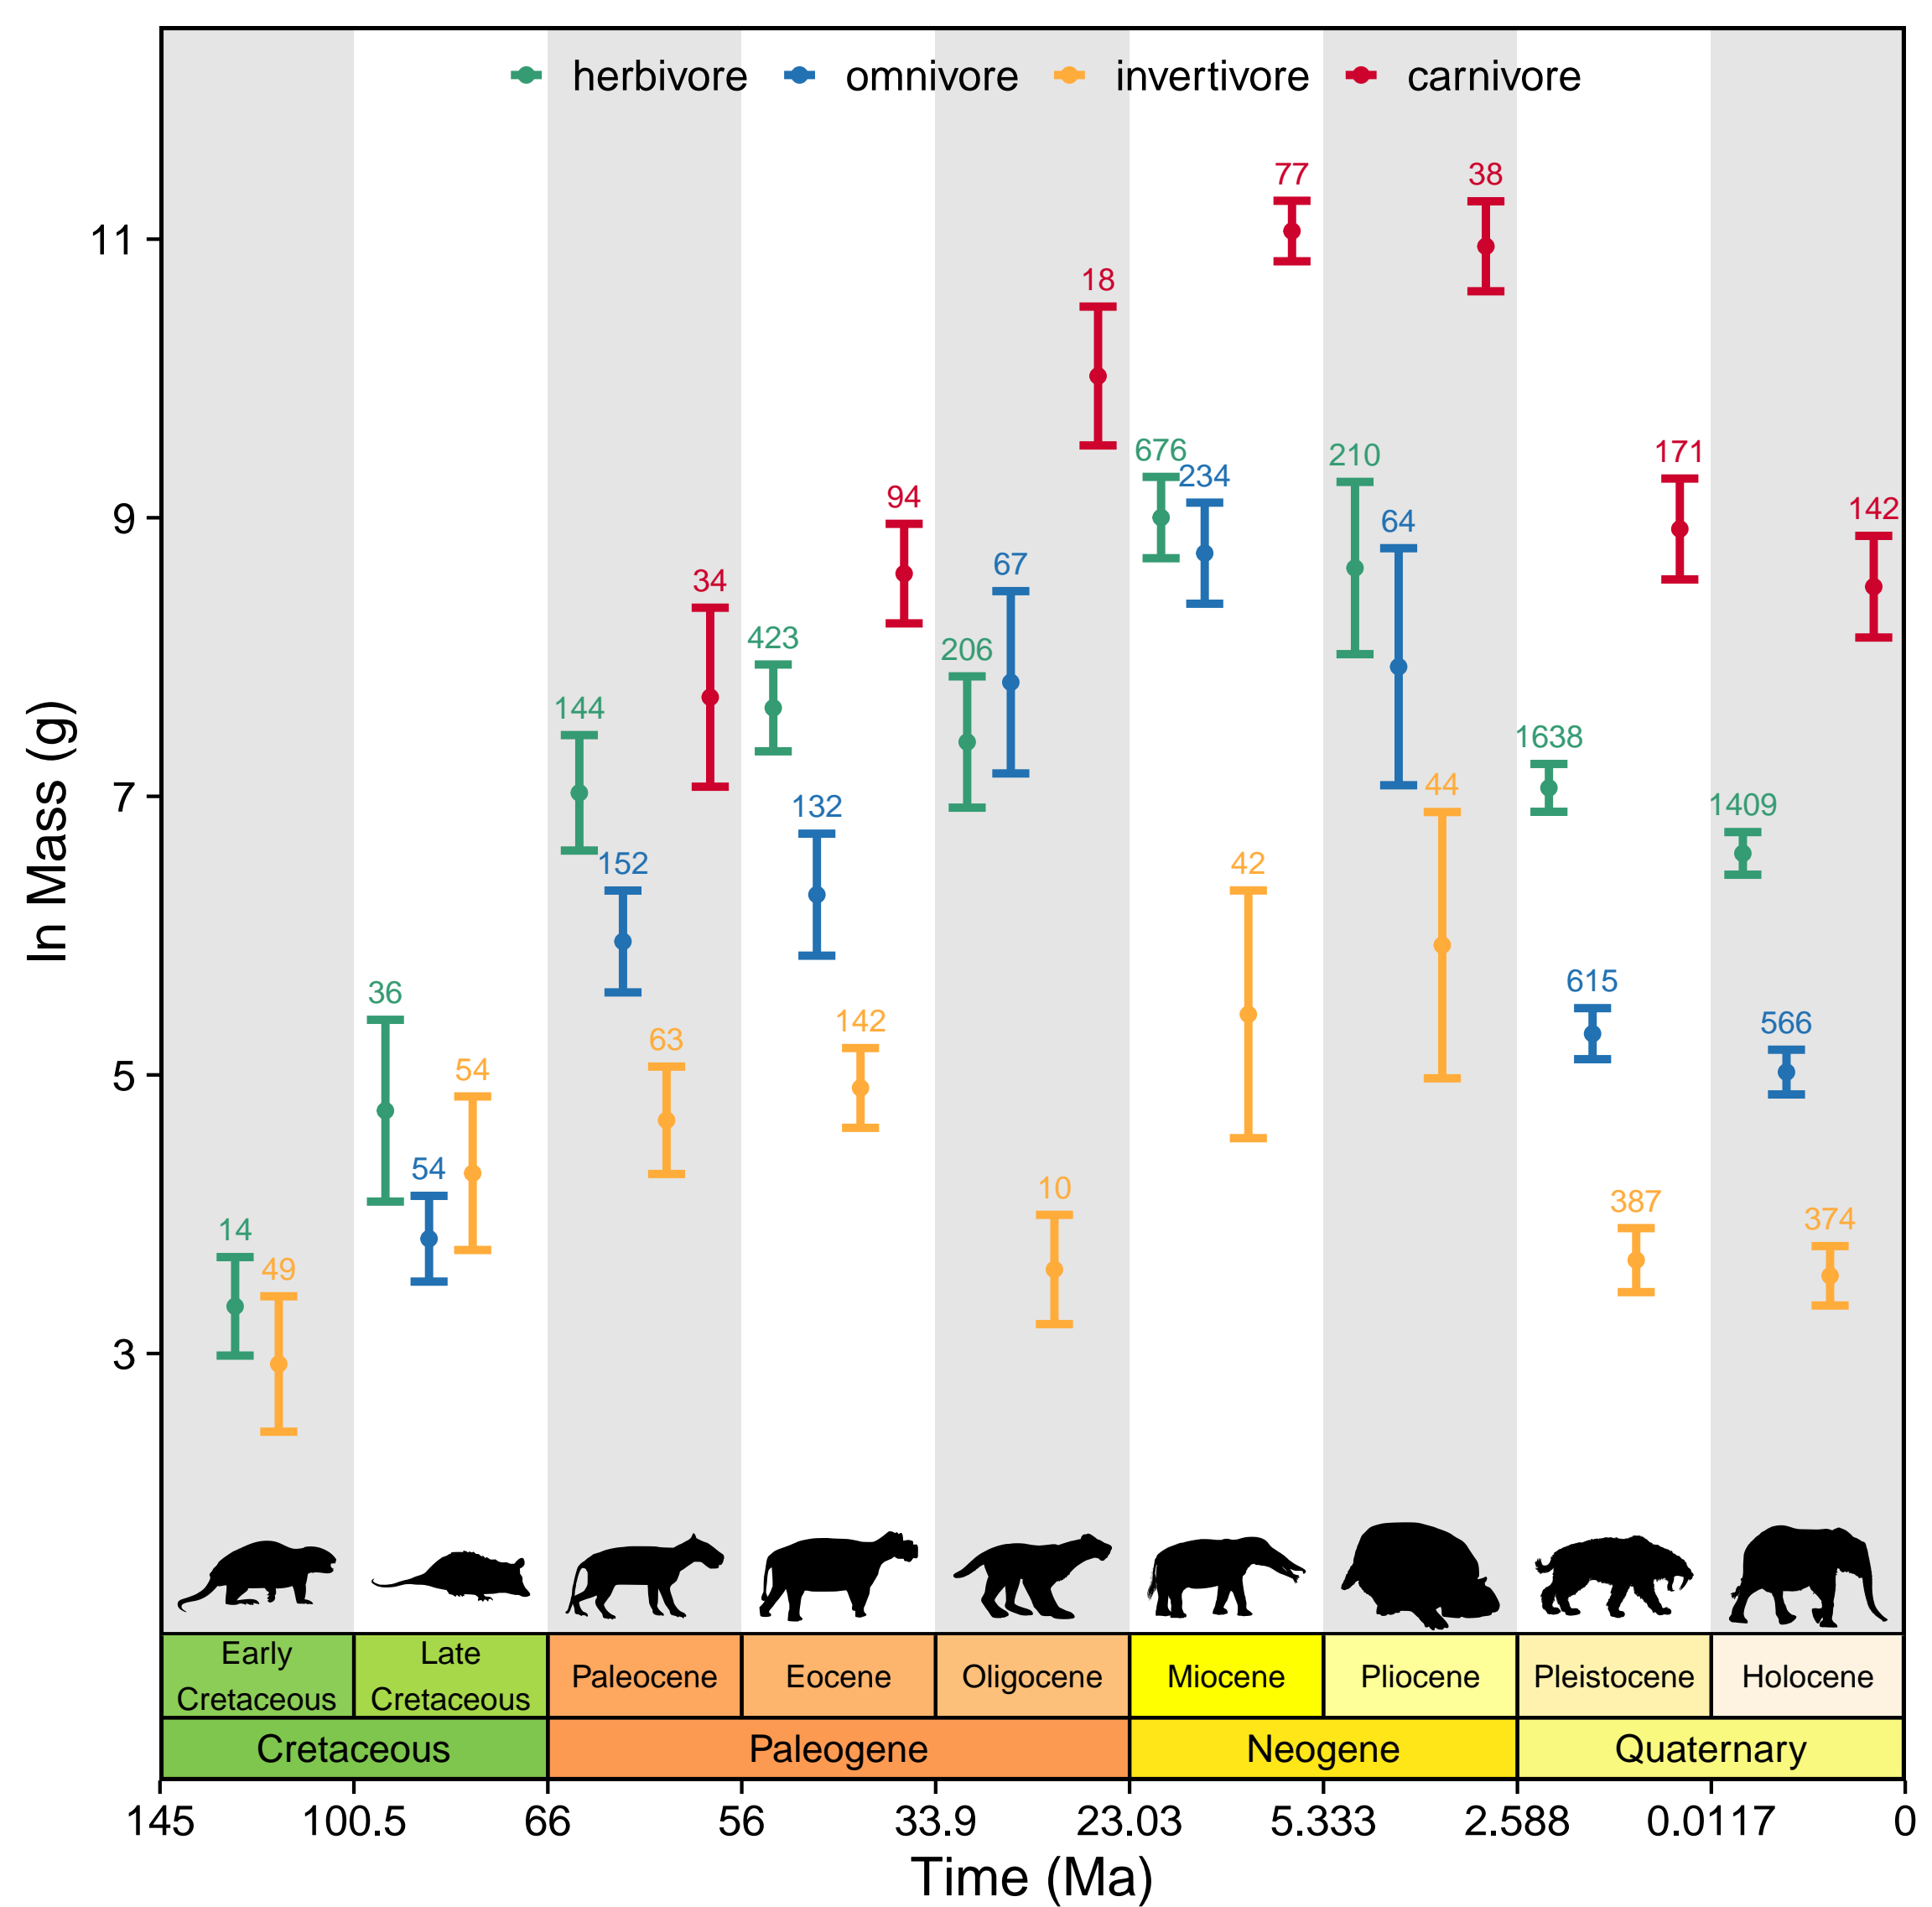 herbivore omnivore invertivore carnivore
77
38
11
18
676
171
234
210
94
142
9
64
67
34
423
206
144
1638
7
44
1409
132
152
42
ln Mass (g)
36
615
142
566
63
54
5
54
10
387
374
14
49
3
Early Cretaceous
Late Cretaceous
Paleocene
Eocene
Oligocene
Miocene
Pliocene
Pleistocene
Holocene
Cretaceous
Paleogene
Neogene
Quaternary
145 100.5 66 56 33.9 23.03 5.333 2.588 0.0117 0
Time (Ma)